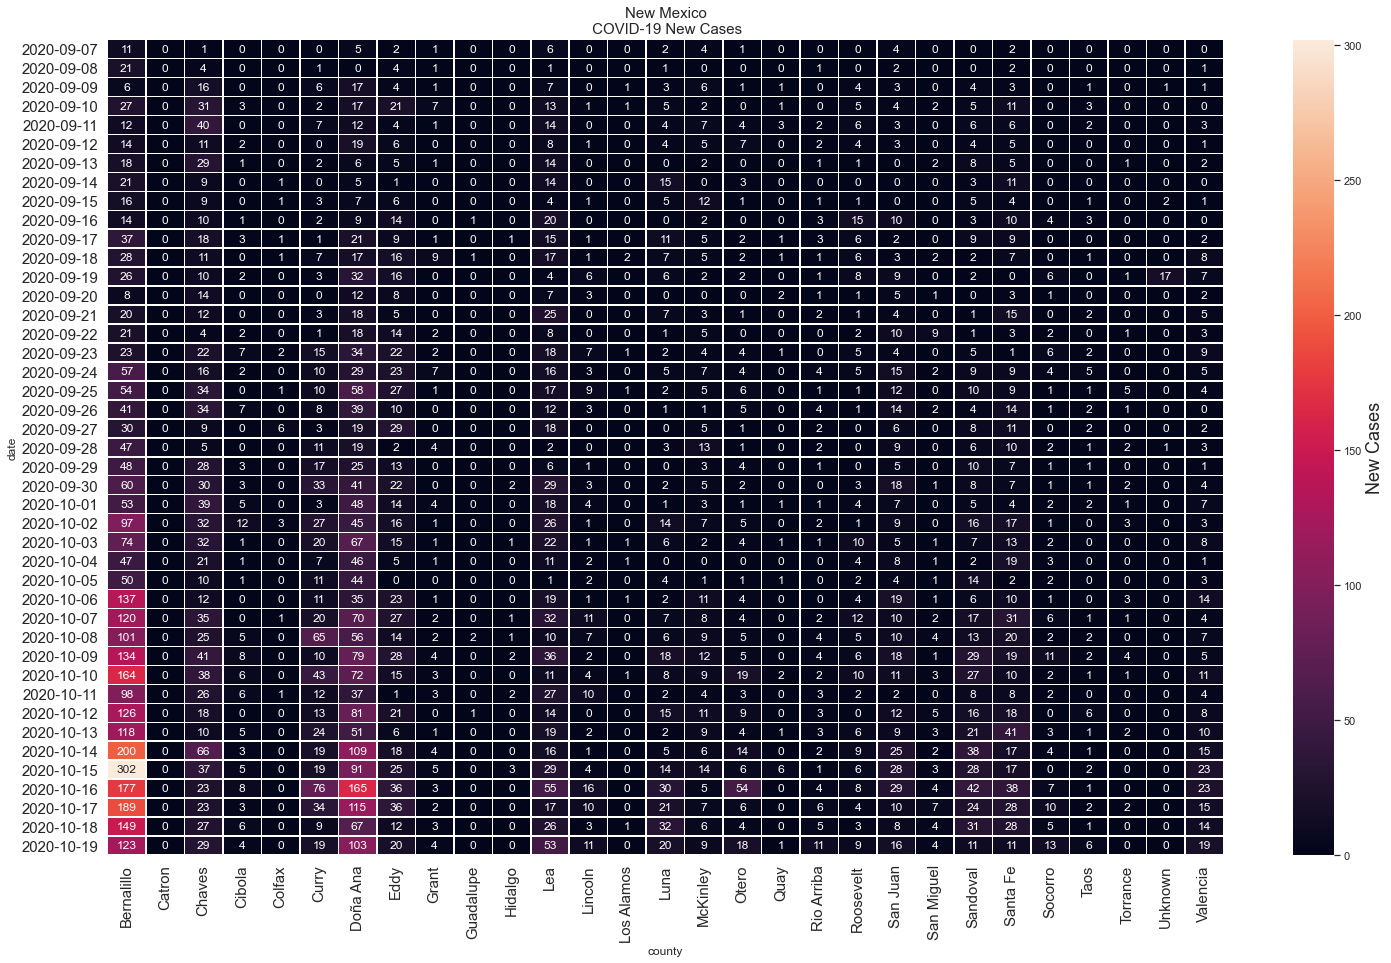 New Mexico
COVID-19 New Cases
2020-09-07 11 0 1 0 0 0 5 2 1 0 0 6 0 0 2 4 1 0 0 0 4 0 0 2 0 0 0 0 0
2020-09-08 21 0 4 0 0 1 0 4 1 0 0 1 0 0 1 0 0 0 1 0 2 0 0 2 0 0 0 0 1
2020-09-09 6 0 16 0 0 6 17 4 1 0 0 7 0 1 3 6 1 1 0 4 3 0 4 3 0 1 0 1 1
2020-09-10 27 0 31 3 0 2 17 21 7 0 0 13 1 1 5 2 0 1 0 5 4 2 5 11 0 3 0 0 0
2020-09-11 12 0 40 0 0 7 12 4 1 0 0 14 0 0 4 7 4 3 2 6 3 0 6 6 0 2 0 0 3
2020-09-12 14 0 11 2 0 0 19 6 0 0 0 8 1 0 4 5 7 0 2 4 3 0 4 5 0 0 0 0 1
2020-09-13 18 0 29 1 0 2 6 5 1 0 0 14 0 0 0 2 0 0 1 1 0 2 8 5 0 0 1 0 2
2020-09-14 21 0 9 0 1 0 5 1 0 0 0 14 0 0 15 0 3 0 0 0 0 0 3 11 0 0 0 0 0
2020-09-15 16 0 9 0 1 3 7 6 0 0 0 4 1 0 5 12 1 0 1 1 0 0 5 4 0 1 0 2 1
2020-09-16 14 0 10 1 0 2 9 14 0 1 0 20 0 0 0 2 0 0 3 15 10 0 3 10 4 3 0 0 0
2020-09-17 37 0 18 3 1 1 21 9 1 0 1 15 1 0 11 5 2 1 3 6 2 0 9 9 0 0 0 0 2
2020-09-18 28 0 11 0 1 7 17 16 9 1 0 17 1 2 7 5 2 1 1 6 3 2 2 7 0 1 0 0 8
2020-09-19 26 0 10 2 0 3 32 16 0 0 0 4 6 0 6 2 2 0 1 8 9 0 2 0 6 0 1 17 7
2020-09-20 8 0 14 0 0 0 12 8 0 0 0 7 3 0 0 0 0 2 1 1 5 1 0 3 1 0 0 0 2
2020-09-21 20 0 12 0 0 3 18 5 0 0 0 25 0 0 7 3 1 0 2 1 4 0 1 15 0 2 0 0 5
2020-09-22 21 0 4 2 0 1 18 14 2 0 0 8 0 0 1 5 0 0 0 2 10 9 1 3 2 0 1 0 3
2020-09-23 23 0 22 7 2 15 34 22 2 0 0 18 7 1 2 4 4 1 0 5 4 0 5 1 6 2 0 0 9
2020-09-24 57 0 16 2 0 10 29 23 7 0 0 16 3 0 5 7 4 0 4 5 15 2 9 9 4 5 0 0 5
2020-09-25 54 0 34 0 1 10 58 27 1 0 0 17 9 1 2 5 6 0 1 1 12 0 10 9 1 1 5 0 4
2020-09-26 41 0 34 7 0 8 39 10 0 0 0 12 3 0 1 1 5 0 4 1 14 2 4 14 1 2 1 0 0
2020-09-27 30 0 9 0 6 3 19 29 0 0 0 18 0 0 0 5 1 0 2 0 6 0 8 11 0 2 0 0 2
2020-09-28 47 0 5 0 0 11 19 2 4 0 0 2 0 0 3 13 1 0 2 0 9 0 6 10 2 1 2 1 3
2020-09-29 48 0 28 3 0 17 25 13 0 0 0 6 1 0 0 3 4 0 1 0 5 0 10 7 1 1 0 0 1
2020-09-30 60 0 30 3 0 33 41 22 0 0 2 29 3 0 2 5 2 0 0 3 18 1 8 7 1 1 2 0 4
2020-10-01 53 0 39 5 0 3 48 14 4 0 0 18 4 0 1 3 1 1 1 4 7 0 5 4 2 2 1 0 7
2020-10-02 97 0 32 12 3 27 45 16 1 0 0 26 1 0 14 7 5 0 2 1 9 0 16 17 1 0 3 0 3
2020-10-03 74 0 32 1 0 20 67 15 1 0 1 22 1 1 6 2 4 1 1 10 5 1 7 13 2 0 0 0 8
2020-10-04 47 0 21 1 0 7 46 5 1 0 0 11 2 1 0 0 0 0 0 4 8 1 2 19 3 0 0 0 1
2020-10-05 50 0 10 1 0 11 44 0 0 0 0 1 2 0 4 1 1 1 0 2 4 1 14 2 2 0 0 0 3
2020-10-06 137 0 12 0 0 11 35 23 1 0 0 19 1 1 2 11 4 0 0 4 19 1 6 10 1 0 3 0 14
2020-10-07 120 0 35 0 1 20 70 27 2 0 1 32 11 0 7 8 4 0 2 12 10 2 17 31 6 1 1 0 4
2020-10-08 101 0 25 5 0 65 56 14 2 2 1 10 7 0 6 9 5 0 4 5 10 4 13 20 2 2 0 0 7
2020-10-09 134 0 41 8 0 10 79 28 4 0 2 36 2 0 18 12 5 0 4 6 18 1 29 19 11 2 4 0 5
2020-10-10 164 0 38 6 0 43 72 15 3 0 0 11 4 1 8 9 19 2 2 10 11 3 27 10 2 1 1 0 11
2020-10-11 98 0 26 6 1 12 37 1 3 0 2 27 10 0 2 4 3 0 3 2 2 0 8 8 2 0 0 0 4
2020-10-12 126 0 18 0 0 13 81 21 0 1 0 14 0 0 15 11 9 0 3 0 12 5 16 18 0 6 0 0 8
2020-10-13 118 0 10 5 0 24 51 6 1 0 0 19 2 0 2 9 4 1 3 6 9 3 21 41 3 1 2 0 10
2020-10-14 200 0 66 3 0 19 109 18 4 0 0 16 1 0 5 6 14 0 2 9 25 2 38 17 4 1 0 0 15
2020-10-15 302 0 37 5 0 19 91 25 5 0 3 29 4 0 14 14 6 6 1 6 28 3 28 17 0 2 0 0 23
2020-10-16 177 0 23 8 0 76 165 36 3 0 0 55 16 0 30 5 54 0 4 8 29 4 42 38 7 1 0 0 23
2020-10-17 189 0 23 3 0 34 115 36 2 0 0 17 10 0 21 7 6 0 6 4 10 7 24 28 10 2 2 0 15
2020-10-18 149 0 27 6 0 9 67 12 3 0 0 26 3 1 32 6 4 0 5 3 8 4 31 28 5 1 0 0 14
2020-10-19 123 0 29 4 0 19 103 20 4 0 0 53 11 0 20 9 18 1 11 9 16 4 11 11 13 6 0 0 19
Bernalillo Catron Chaves Cibola Colfax Curry Doña Ana Eddy Grant Guadalupe Hidalgo Lea Lincoln Los Alamos Luna McKinley Otero Quay Rio Arriba Roosevelt San Juan San Miguel Sandoval Santa Fe Socorro Taos Torrance Unknown Valencia
county
date
300
250
200
150
100
50
0
New Cases